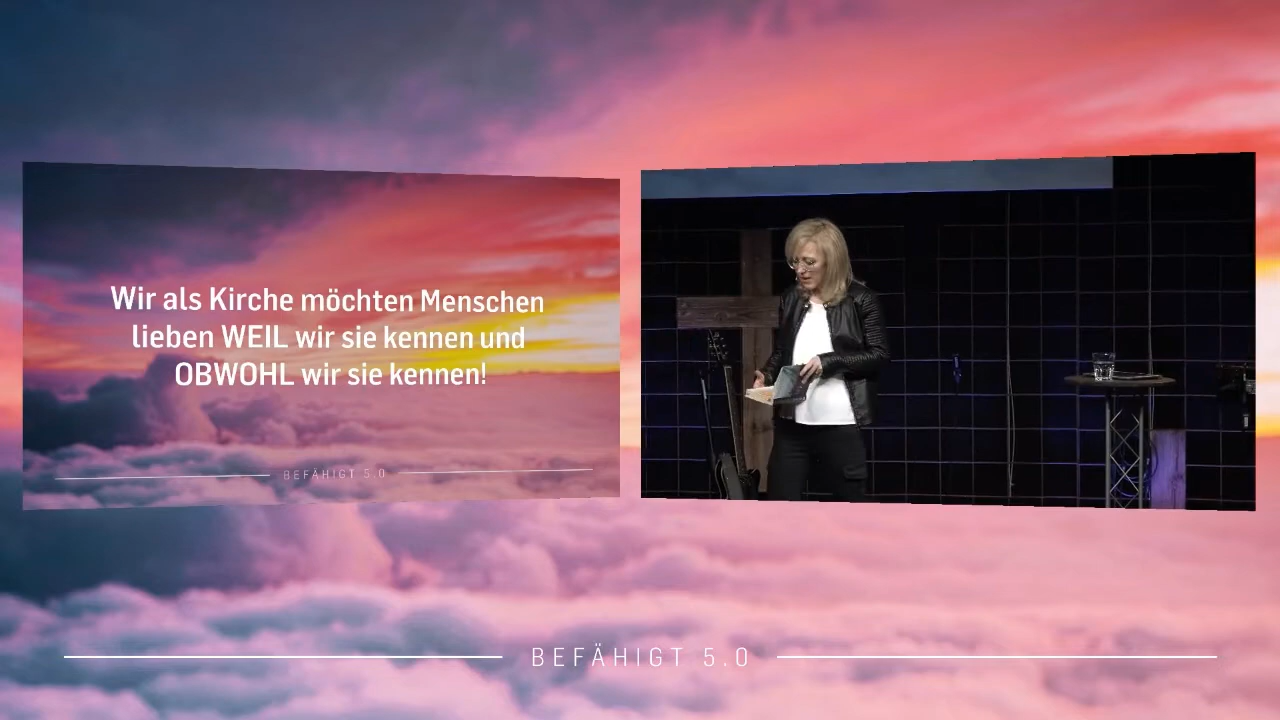 Wir als Kirche möchten Menschen
lieben WEIL wir sie kennen und
OBWOHL wir sie kennen!
BEFÄHIGT 5.0
BEFÄHIGT 5.0